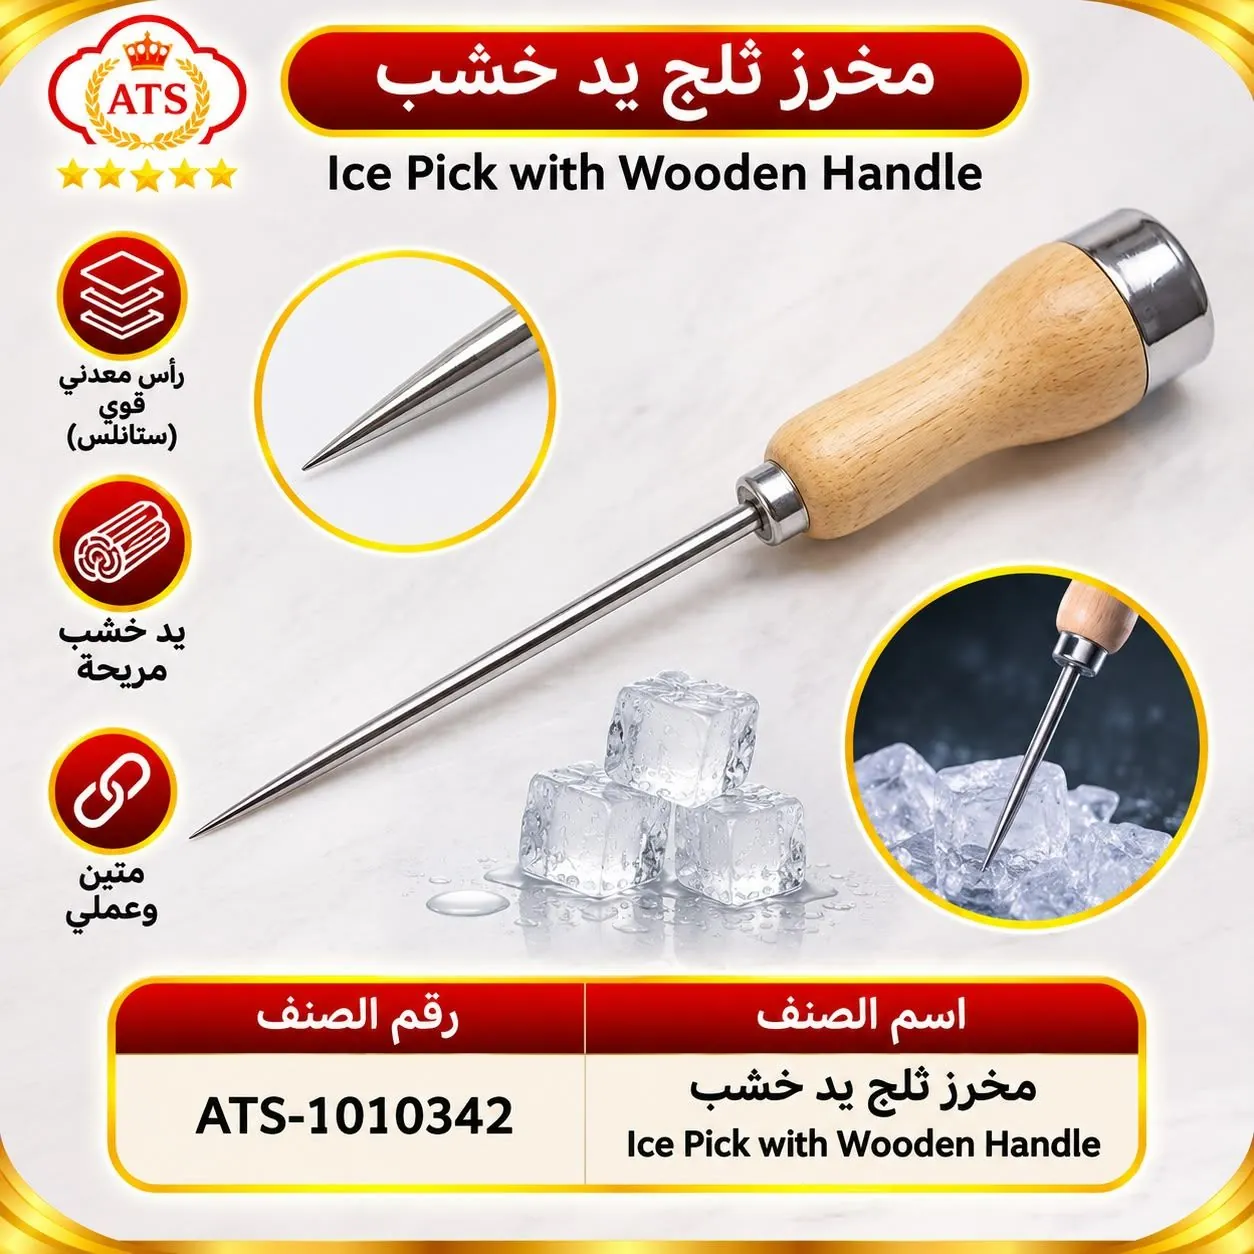 ATS
مخرز ثلج يد خشب
Ice Pick with Wooden Handle
رأس معدني
قوي
(ستانلس)
يد خشب
مريحة
متين
وعملي
اسم الصنف
رقم الصنف
مخرز ثلج يد خشب
Ice Pick with Wooden Handle
ATS-1010342